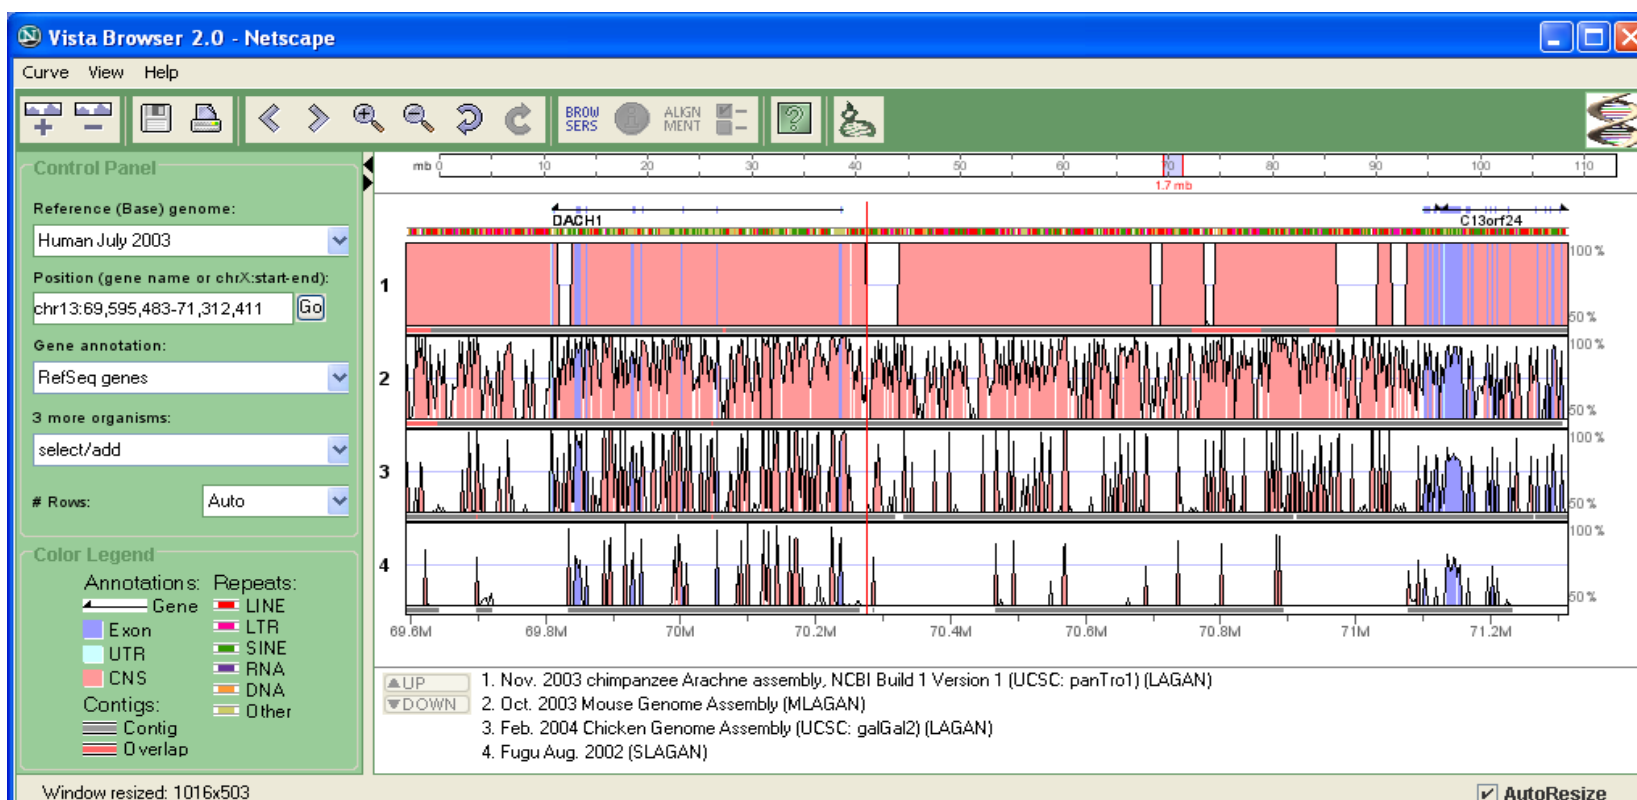 Vista Browser 2.0 - Netscape
Curve View Help
BROW SERS
ALIGN MENT
Control Panel
Reference (Base) genome:
Human July 2003
Position (gene name or chrX:start-end):
chr13:69,595,483-71,312,411 Go
Gene annotation:
RefSeq genes
3 more organisms:
select/add
# Rows: Auto
Color Legend
Annotations: Repeats:
Gene LINE
Exon LTR
UTR SINE
CNS RNA
Contigs: DNA
Contig Other
Overlap
mb 0 10 20 30 40 50 60 70 80 90 100 110
1.7 mb
DACH1 C13orf24
1 100% 50%
2 100% 50%
3 100% 50%
4 100% 50%
69.6M 69.8M 70M 70.2M 70.4M 70.6M 70.8M 71M 71.2M
UP
DOWN
1. Nov. 2003 chimpanzee Arachne assembly, NCBI Build 1 Version 1 (UCSC: panTro1) (LAGAN)
2. Oct. 2003 Mouse Genome Assembly (MLAGAN)
3. Feb. 2004 Chicken Genome Assembly (UCSC: galGal2) (LAGAN)
4. Fugu Aug. 2002 (SLAGAN)
Window resized: 1016x503
AutoResize